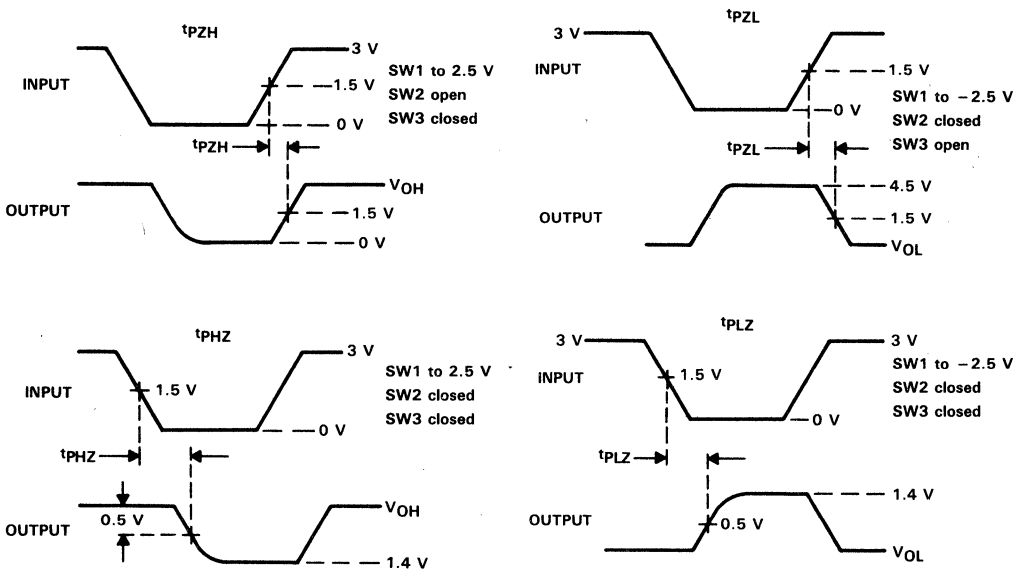 tPZH
INPUT
3 V
1.5 V
0 V
SW1 to 2.5 V
SW2 open
SW3 closed
tPZH
OUTPUT
VOH
1.5 V
0 V
tPZL
3 V
INPUT
1.5 V
0 V
SW1 to −2.5 V
SW2 closed
SW3 open
tPZL
OUTPUT
4.5 V
1.5 V
VOL
tPHZ
INPUT
3 V
1.5 V
0 V
SW1 to 2.5 V
SW2 closed
SW3 closed
tPHZ
OUTPUT
0.5 V
VOH
1.4 V
tPLZ
3 V
INPUT
1.5 V
3 V
0 V
SW1 to −2.5 V
SW2 closed
SW3 closed
tPLZ
OUTPUT
0.5 V
1.4 V
VOL